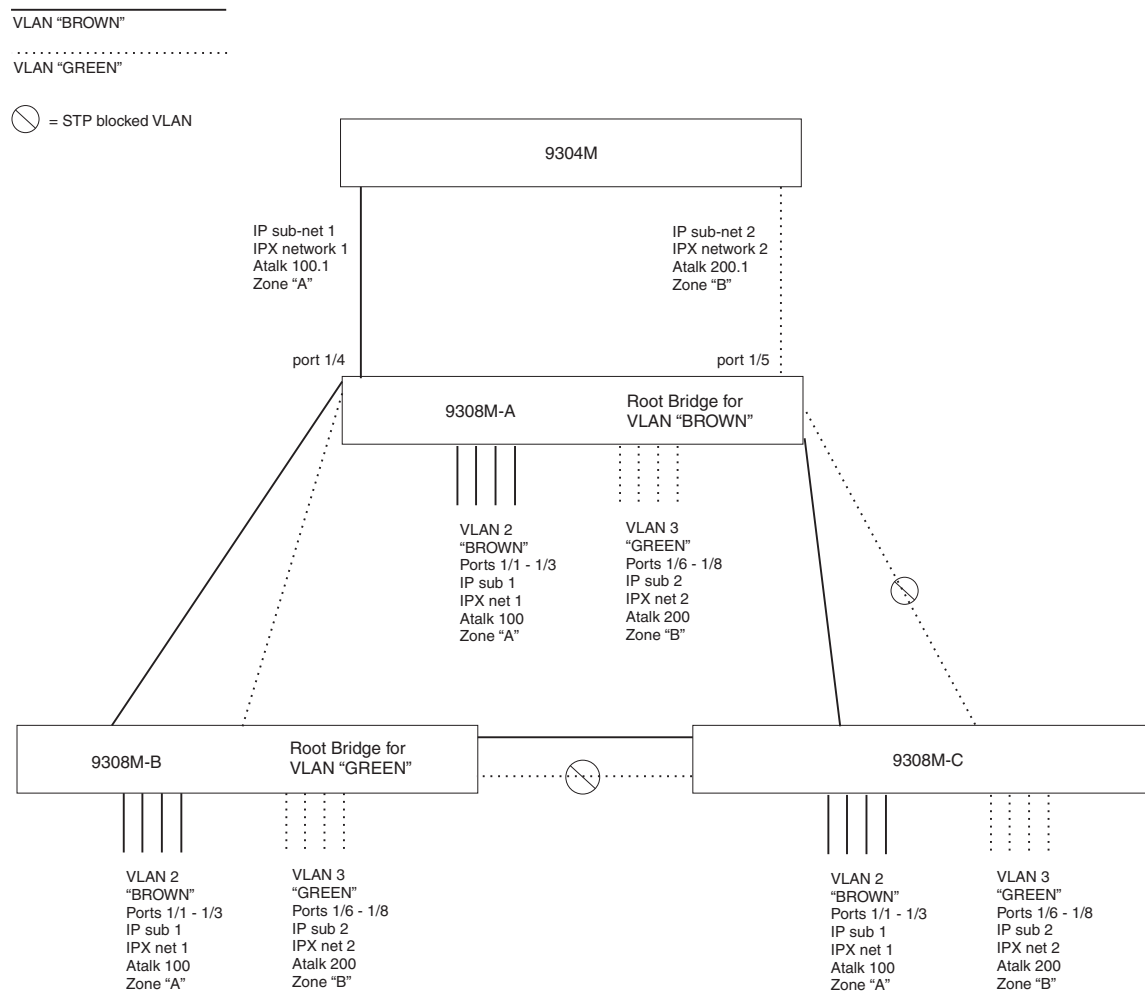 VLAN “BROWN”
VLAN “GREEN”
= STP blocked VLAN
9304M
IP sub-net 1
IPX network 1
Atalk 100.1
Zone “A”
IP sub-net 2
IPX network 2
Atalk 200.1
Zone “B”
port 1/4
port 1/5
9308M-A
Root Bridge for
VLAN “BROWN”
VLAN 2
“BROWN”
Ports 1/1 - 1/3
IP sub 1
IPX net 1
Atalk 100
Zone “A”
VLAN 3
“GREEN”
Ports 1/6 - 1/8
IP sub 2
IPX net 2
Atalk 200
Zone “B”
9308M-B
Root Bridge for
VLAN “GREEN”
9308M-C
VLAN 2
“BROWN”
Ports 1/1 - 1/3
IP sub 1
IPX net 1
Atalk 100
Zone “A”
VLAN 3
“GREEN”
Ports 1/6 - 1/8
IP sub 2
IPX net 2
Atalk 200
Zone “B”
VLAN 2
“BROWN”
Ports 1/1 - 1/3
IP sub 1
IPX net 1
Atalk 100
Zone “A”
VLAN 3
“GREEN”
Ports 1/6 - 1/8
IP sub 2
IPX net 2
Atalk 200
Zone “B”